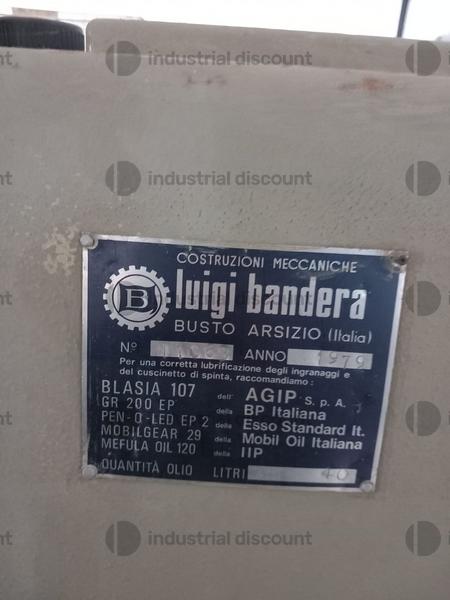 COSTRUZIONI MECCANICHE
B luigi bandera
BUSTO ARSIZIO (Italia)
No ANNO 1979
Per una corretta lubrificazione degli ingranaggi e
del cuscinetto di spinta, raccomandiamo:
BLASIA 107 dell' AGIP S.p.A.
GR 200 EP della BP Italiana
PEN-O-LED EP 2 della Esso Standard It.
MOBILGEAR 29 della Mobil Oil Italiana
MEFULA OIL 120 della IIP
QUANTITÀ OLIO LITRI 40
industrial discount
industrial discount
industrial discount
industrial discount
industrial discount